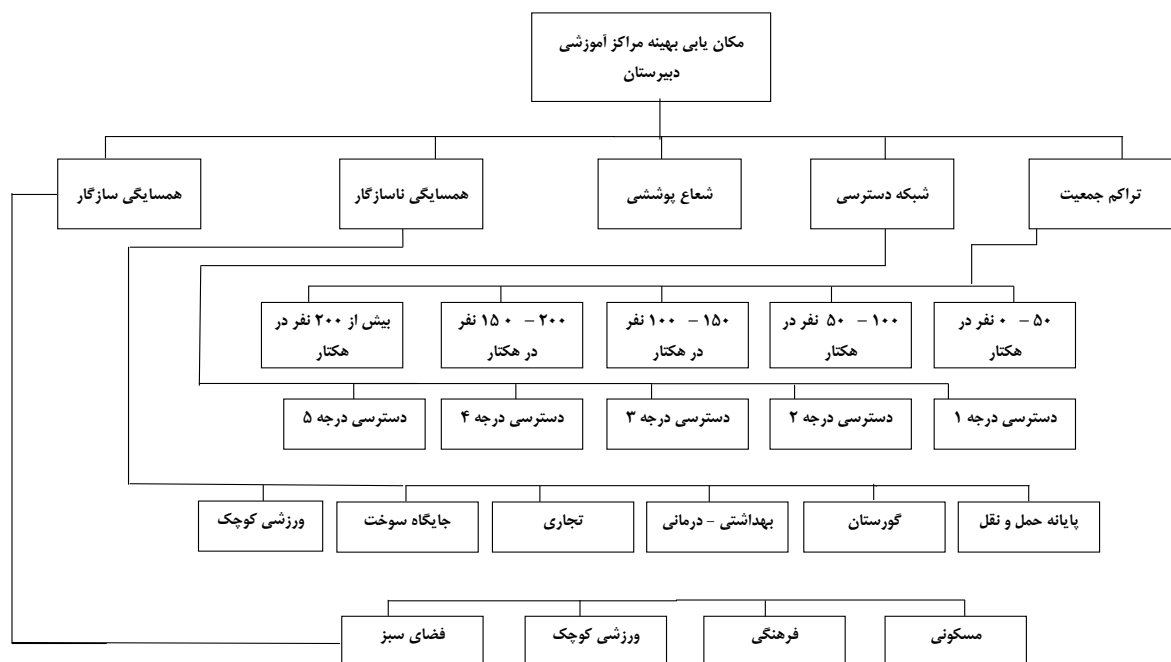 مکان یابی بهینه مراکز آموزشی
دبیرستان
تراکم جمعیت
شبکه دسترسی
شعاع پوششی
همسایگی ناسازگار
همسایگی سازگار
۵۰ – ۰ نفر در
هکتار
۱۰۰ – ۵۰ نفر در
هکتار
۱۵۰ – ۱۰۰ نفر
در هکتار
۲۰۰ – ۱۵۰ نفر
در هکتار
بیش از ۲۰۰ نفر در
هکتار
دسترسی درجه ۱
دسترسی درجه ۲
دسترسی درجه ۳
دسترسی درجه ۴
دسترسی درجه ۵
پایانه حمل و نقل
گورستان
بهداشتی - درمانی
تجاری
جایگاه سوخت
ورزشی کوچک
مسکونی
فرهنگی
ورزشی کوچک
فضای سبز